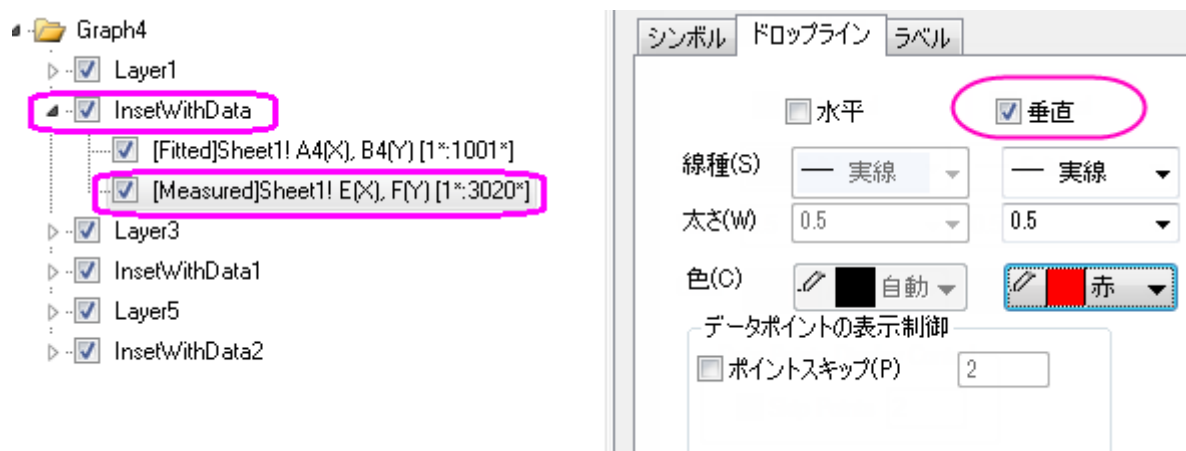 Graph4
Layer1
InsetWithData
[Fitted]Sheet1! A4(X), B4(Y) [1*:1001*]
[Measured]Sheet1! E(X), F(Y) [1*:3020*]
Layer3
InsetWithData1
Layer5
InsetWithData2
シンボル ドロップライン ラベル
水平 垂直
線種(S) 実線 実線
太さ(W) 0.5 0.5
色(C) 自動 赤
データポイントの表示制御
ポイントスキップ(P) 2